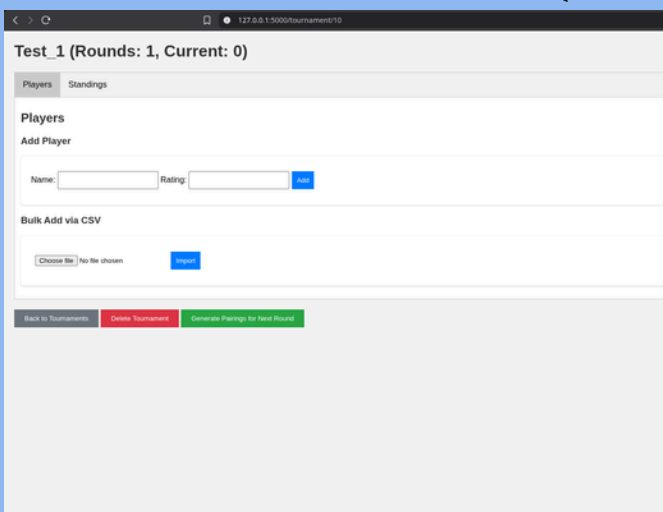 127.0.0.1:5000/tournament/10
Test_1 (Rounds: 1, Current: 0)
Players Standings
Players
Add Player
Name: Rating: Add
Bulk Add via CSV
Choose file No file chosen Import
Back to Tournaments Delete Tournament Generate Pairings for Next Round